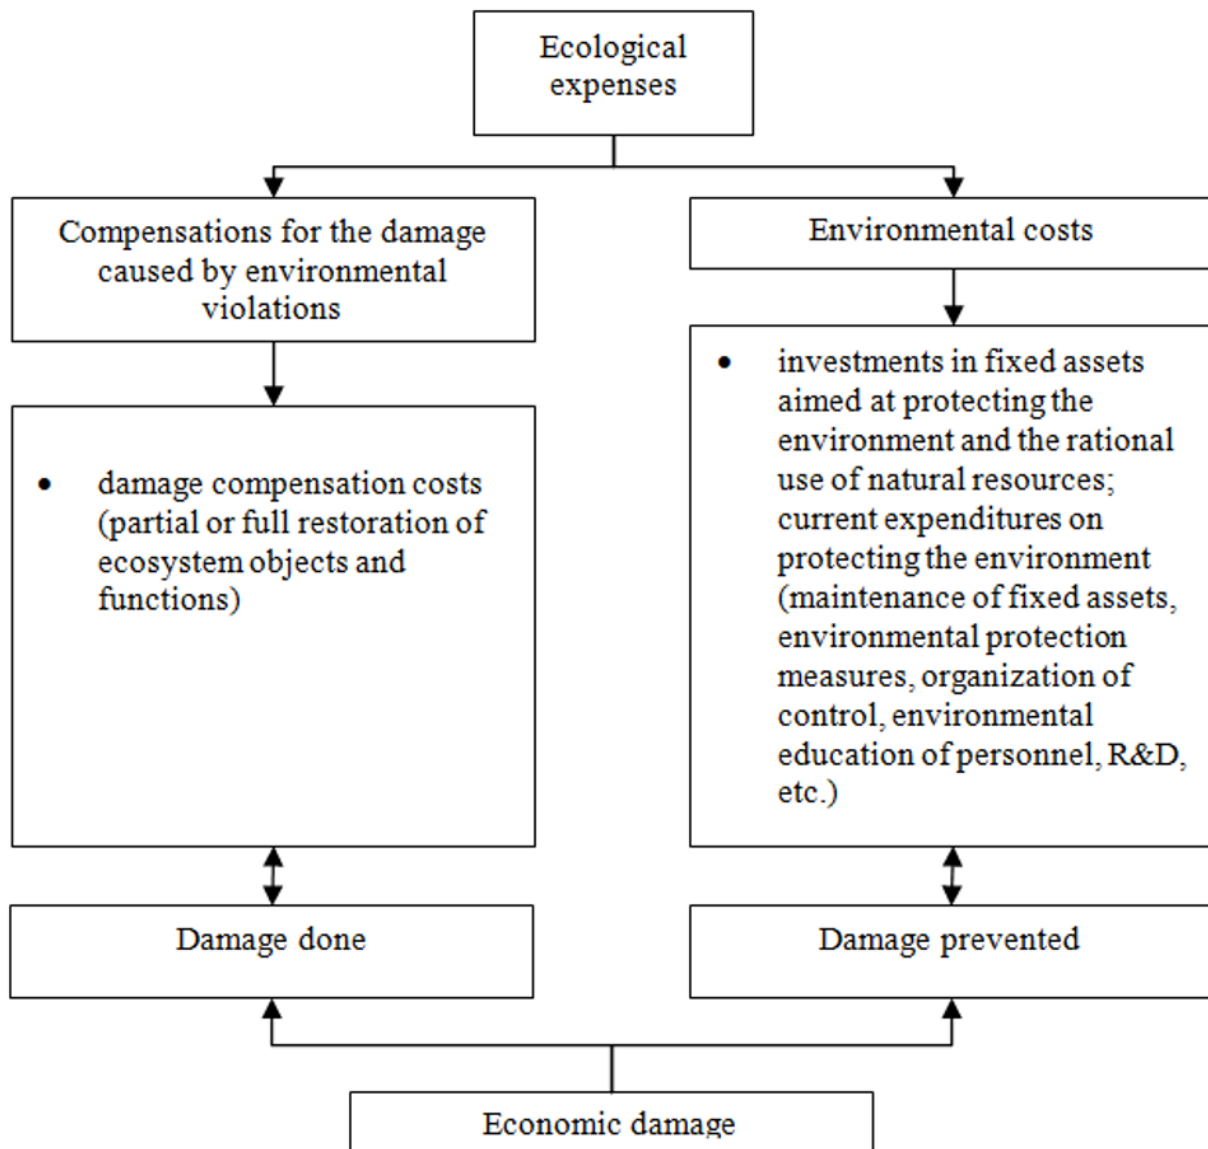 Ecological
expenses
Compensations for the damage
caused by environmental
violations
Environmental costs
• damage compensation costs
(partial or full restoration of
ecosystem objects and
functions)
• investments in fixed assets
aimed at protecting the
environment and the rational
use of natural resources;
current expenditures on
protecting the environment
(maintenance of fixed assets,
environmental protection
measures, organization of
control, environmental
education of personnel, R&D,
etc.)
Damage done
Damage prevented
Economic damage